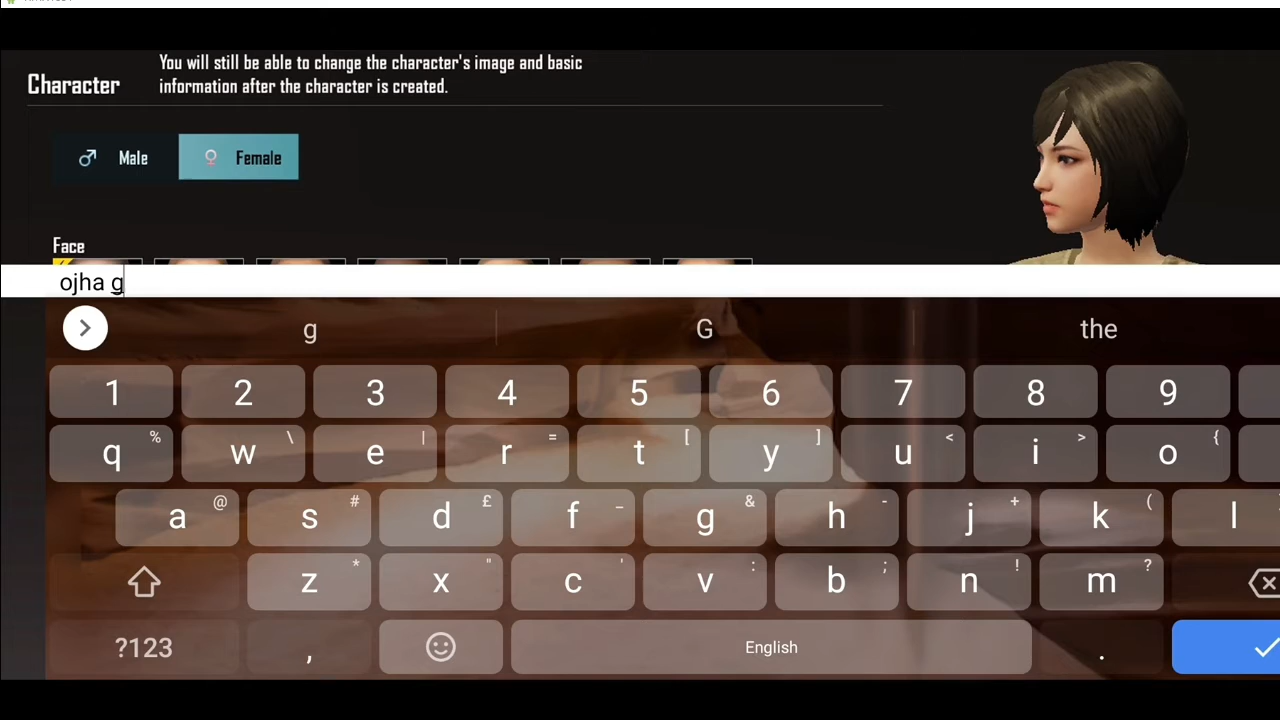 You will still be able to change the character's image and basic
Character
information after the character is created.
Male
Female
Face
ojha g
g
G
the
1 2 3 4 5 6 7 8 9
% \ | = [ ] < > {
q w e r t y u i o
@ # £ _ & - + (
a s d f g h j k l
* " ' : ; ! ?
z x c v b n m
?123 , English .